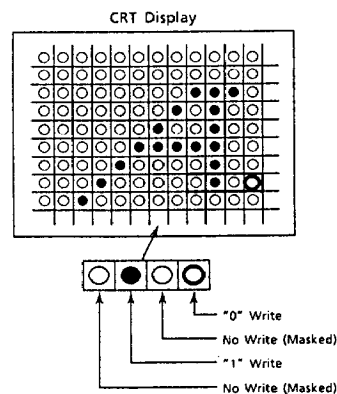 CRT Display
"0" Write
No Write (Masked)
"1" Write
No Write (Masked)